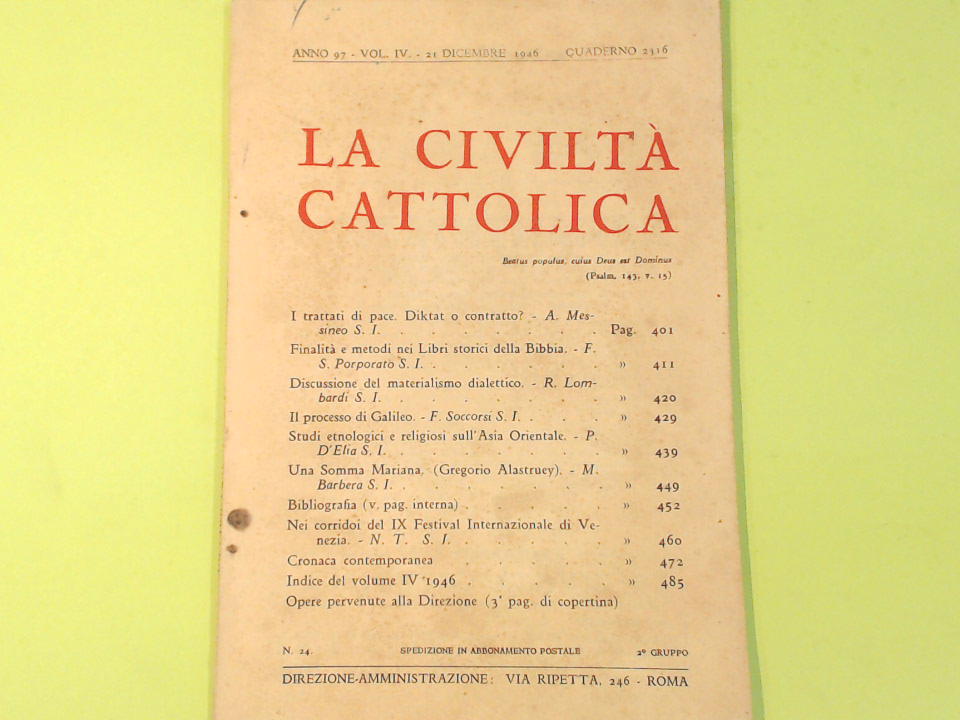 ANNO 97 - VOL. IV. - 21 DICEMBRE 1946 QUADERNO 2316
LA CIVILTÀ
CATTOLICA
Beatus populus, cuius Deus est Dominus
(Psalm. 143, v. 15)
I trattati di pace. Diktat o contratto? - A. Mes-
sineo S. I. . . . . . . . Pag. 401
Finalità e metodi nei Libri storici della Bibbia. - F.
S. Porporato S. I. . . . . . . » 411
Discussione del materialismo dialettico. - R. Lom-
bardi S. I. . . . . . . . » 420
Il processo di Galileo. - F. Soccorsi S. I. . . . » 429
Studi etnologici e religiosi sull'Asia Orientale. - P.
D'Elia S. I. . . . . . . . » 439
Una Somma Mariana. (Gregorio Alastruey). - M.
Barbera S. I. . . . . . . . » 449
Bibliografia (v. pag. interna) . . . . . » 452
Nei corridoi del IX Festival Internazionale di Ve-
nezia. - N. T. S. I. . . . . . » 460
Cronaca contemporanea . . . . . » 472
Indice del volume IV 1946 . . . . . » 485
Opere pervenute alla Direzione (3ª pag. di copertina)
N. 24. SPEDIZIONE IN ABBONAMENTO POSTALE 2º GRUPPO
DIREZIONE-AMMINISTRAZIONE: VIA RIPETTA, 246 - ROMA